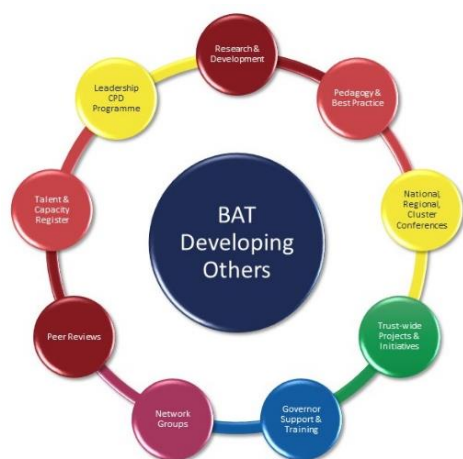 Research &
Development
Pedagogy &
Best Practice
National,
Regional,
Cluster
Conferences
Trust-wide
Projects &
Initiatives
Governor
Support &
Training
Network
Groups
Peer Reviews
Talent &
Capacity
Register
Leadership
CPD
Programme
BAT
Developing
Others